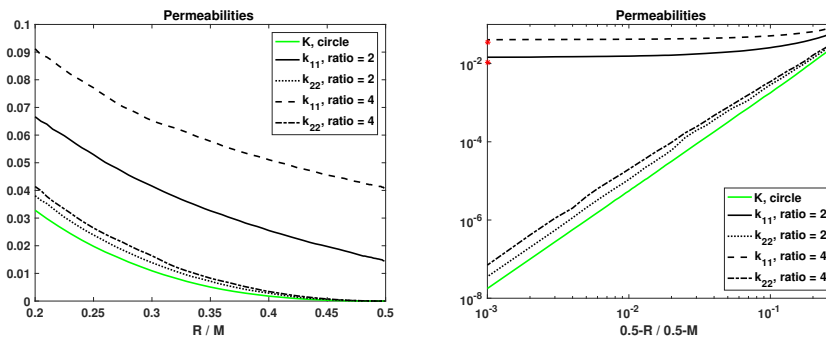 Permeabilities
0.1
0.09
0.08
0.07
0.06
0.05
0.04
0.03
0.02
0.01
0
0.2
0.25
0.3
0.35
0.4
0.45
0.5
R / M
K, circle
k11, ratio = 2
k22, ratio = 2
k11, ratio = 4
k22, ratio = 4
Permeabilities
10-2
10-4
10-6
10-8
10-3
10-2
10-1
0.5-R / 0.5-M
K, circle
k11, ratio = 2
k22, ratio = 2
k11, ratio = 4
k22, ratio = 4